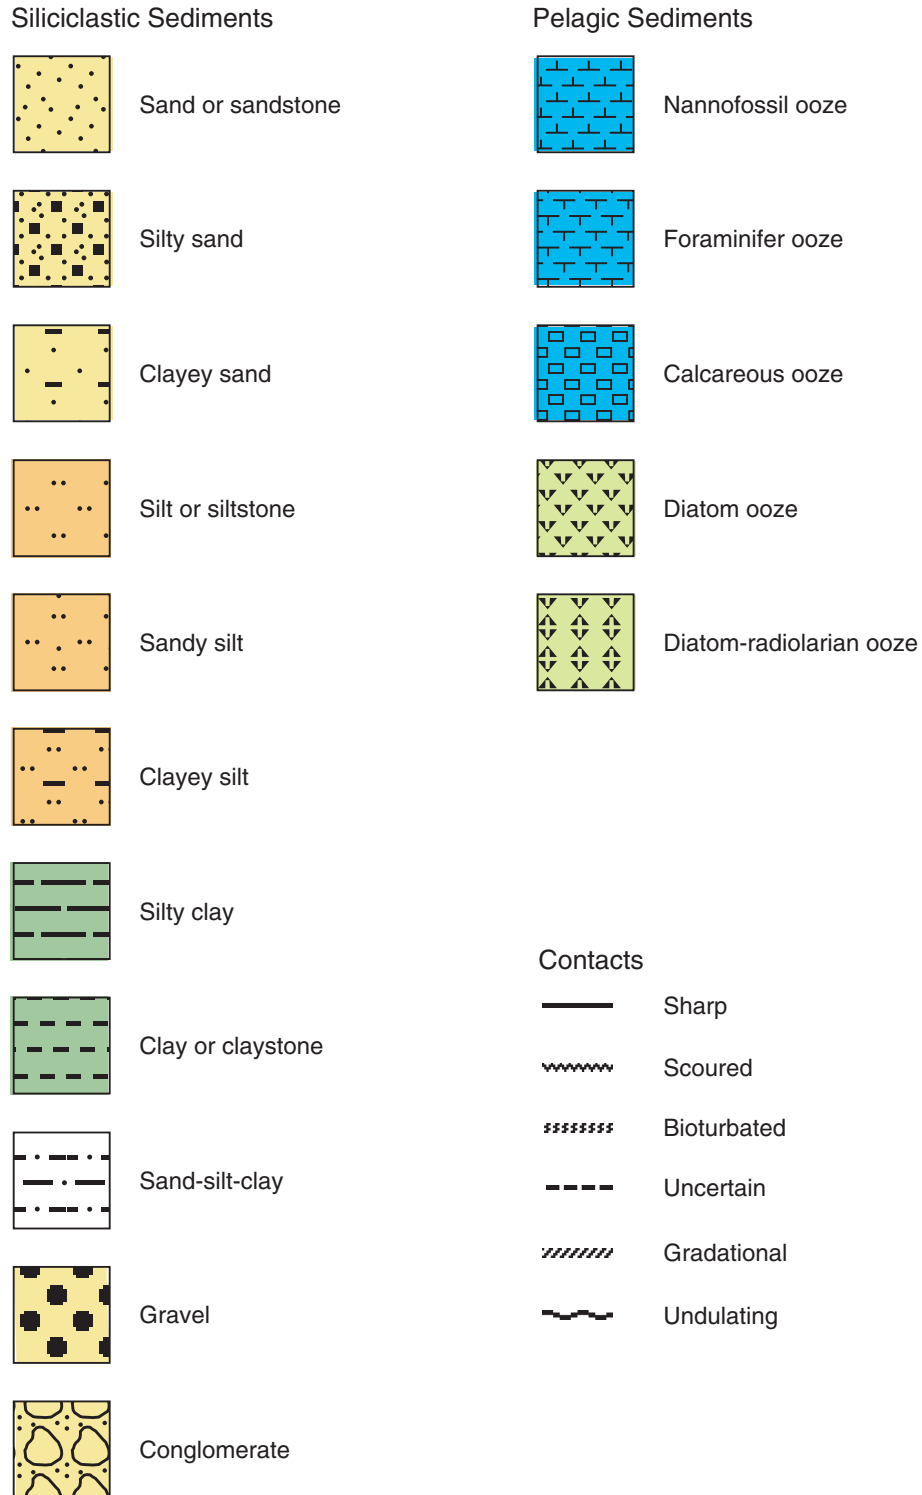 Siliciclastic Sediments
Sand or sandstone
Silty sand
Clayey sand
Silt or siltstone
Sandy silt
Clayey silt
Silty clay
Clay or claystone
Sand-silt-clay
Gravel
Conglomerate
Pelagic Sediments
Nannofossil ooze
Foraminifer ooze
Calcareous ooze
Diatom ooze
Diatom-radiolarian ooze
Contacts
Sharp
Scoured
Bioturbated
Uncertain
Gradational
Undulating